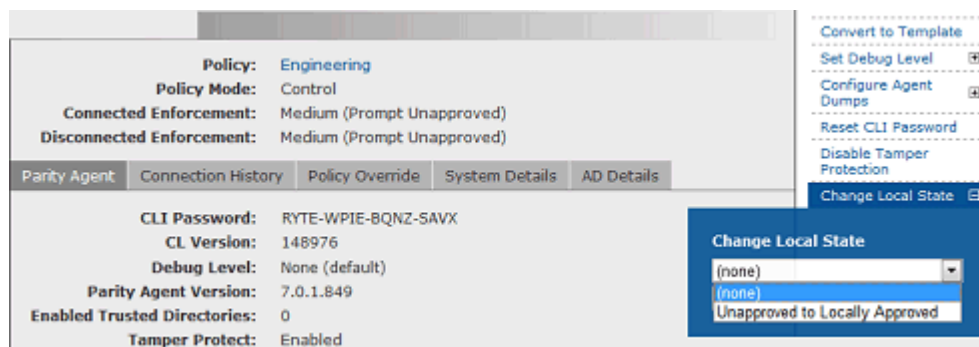 Policy: Engineering
Policy Mode: Control
Connected Enforcement: Medium (Prompt Unapproved)
Disconnected Enforcement: Medium (Prompt Unapproved)
Parity Agent Connection History Policy Override System Details AD Details
CLI Password: RYTE-WPIE-BQNZ-SAVX
CL Version: 148976
Debug Level: None (default)
Parity Agent Version: 7.0.1.849
Enabled Trusted Directories: 0
Tamper Protect: Enabled
Convert to Template
Set Debug Level
Configure Agent
Dumps
Reset CLI Password
Disable Tamper
Protection
Change Local State
Change Local State
(none)
(none)
Unapproved to Locally Approved